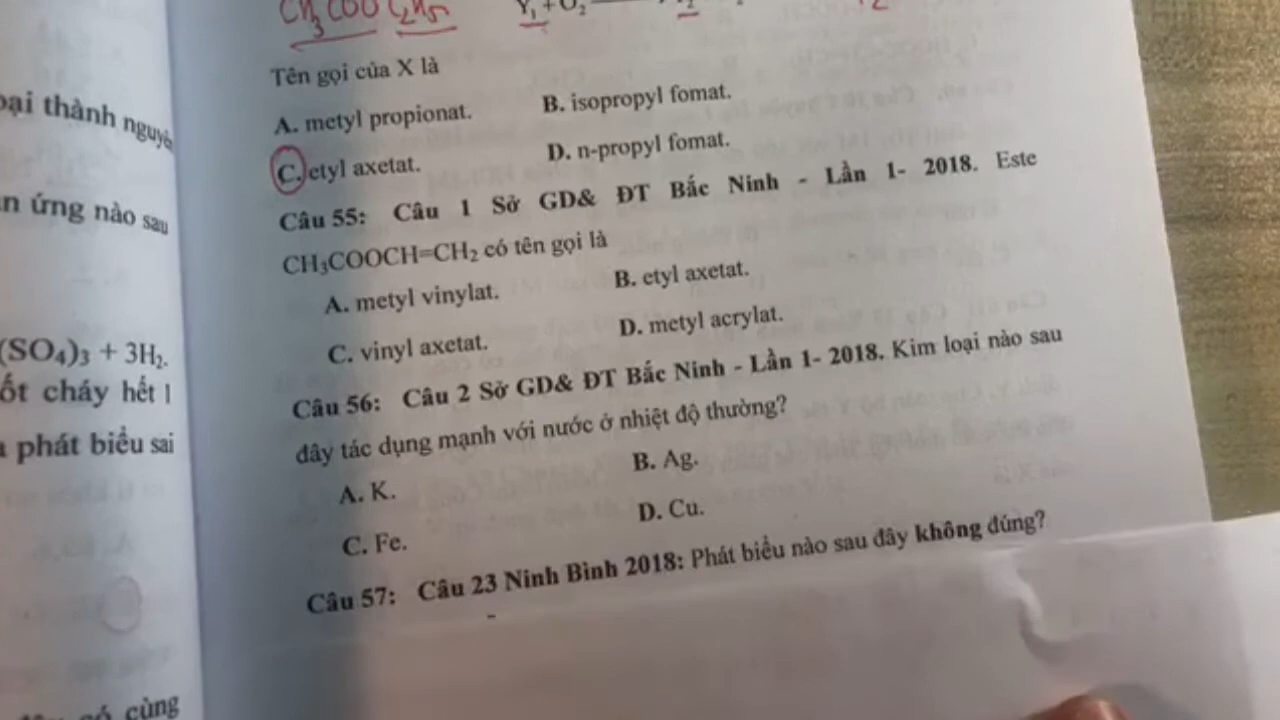 CH₃COOC₂H₅ Y₁ + O₂
Tên gọi của X là
A. metyl propionat. B. isopropyl fomat.
C. etyl axetat. D. n-propyl fomat.
Câu 55: Câu 1 Sở GD& ĐT Bắc Ninh - Lần 1- 2018. Este
CH₃COOCH=CH₂ có tên gọi là
A. metyl vinylat. B. etyl axetat.
C. vinyl axetat. D. metyl acrylat.
Câu 56: Câu 2 Sở GD& ĐT Bắc Ninh - Lần 1- 2018. Kim loại nào sau
đây tác dụng mạnh với nước ở nhiệt độ thường?
A. K. B. Ag.
C. Fe. D. Cu.
Câu 57: Câu 23 Ninh Bình 2018: Phát biểu nào sau đây không đúng?
thành nguyê
ứng nào sau
(SO₄)₃ + 3H₂.
cháy hết 1
phát biểu sai
có cùng